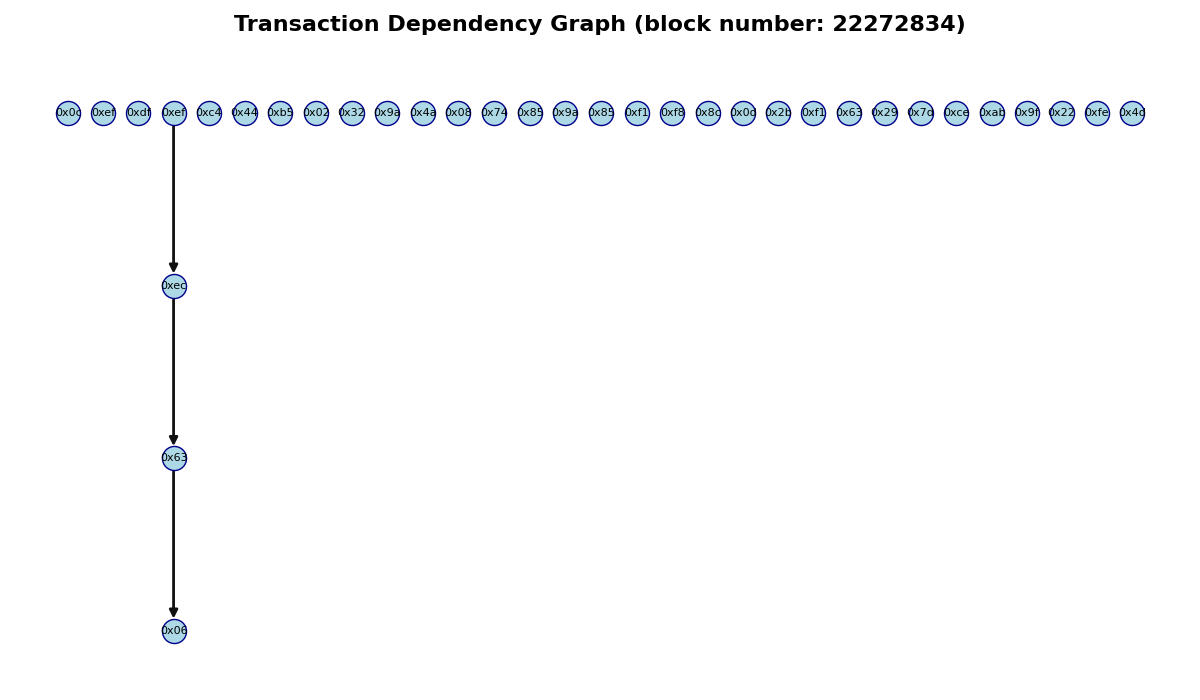 Transaction Dependency Graph (block number: 22272834)
0x0c 0xef 0xdf 0xef 0xc4 0x44 0xb5 0x02 0x32 0x9a 0x4a 0x08 0x74 0x85 0x9a 0x85 0xf1 0xf8 0x8c 0x0d 0x2b 0xf1 0x63 0x29 0x7d 0xce 0xab 0x9f 0x22 0xfe 0x4d
0xec
0x63
0x06